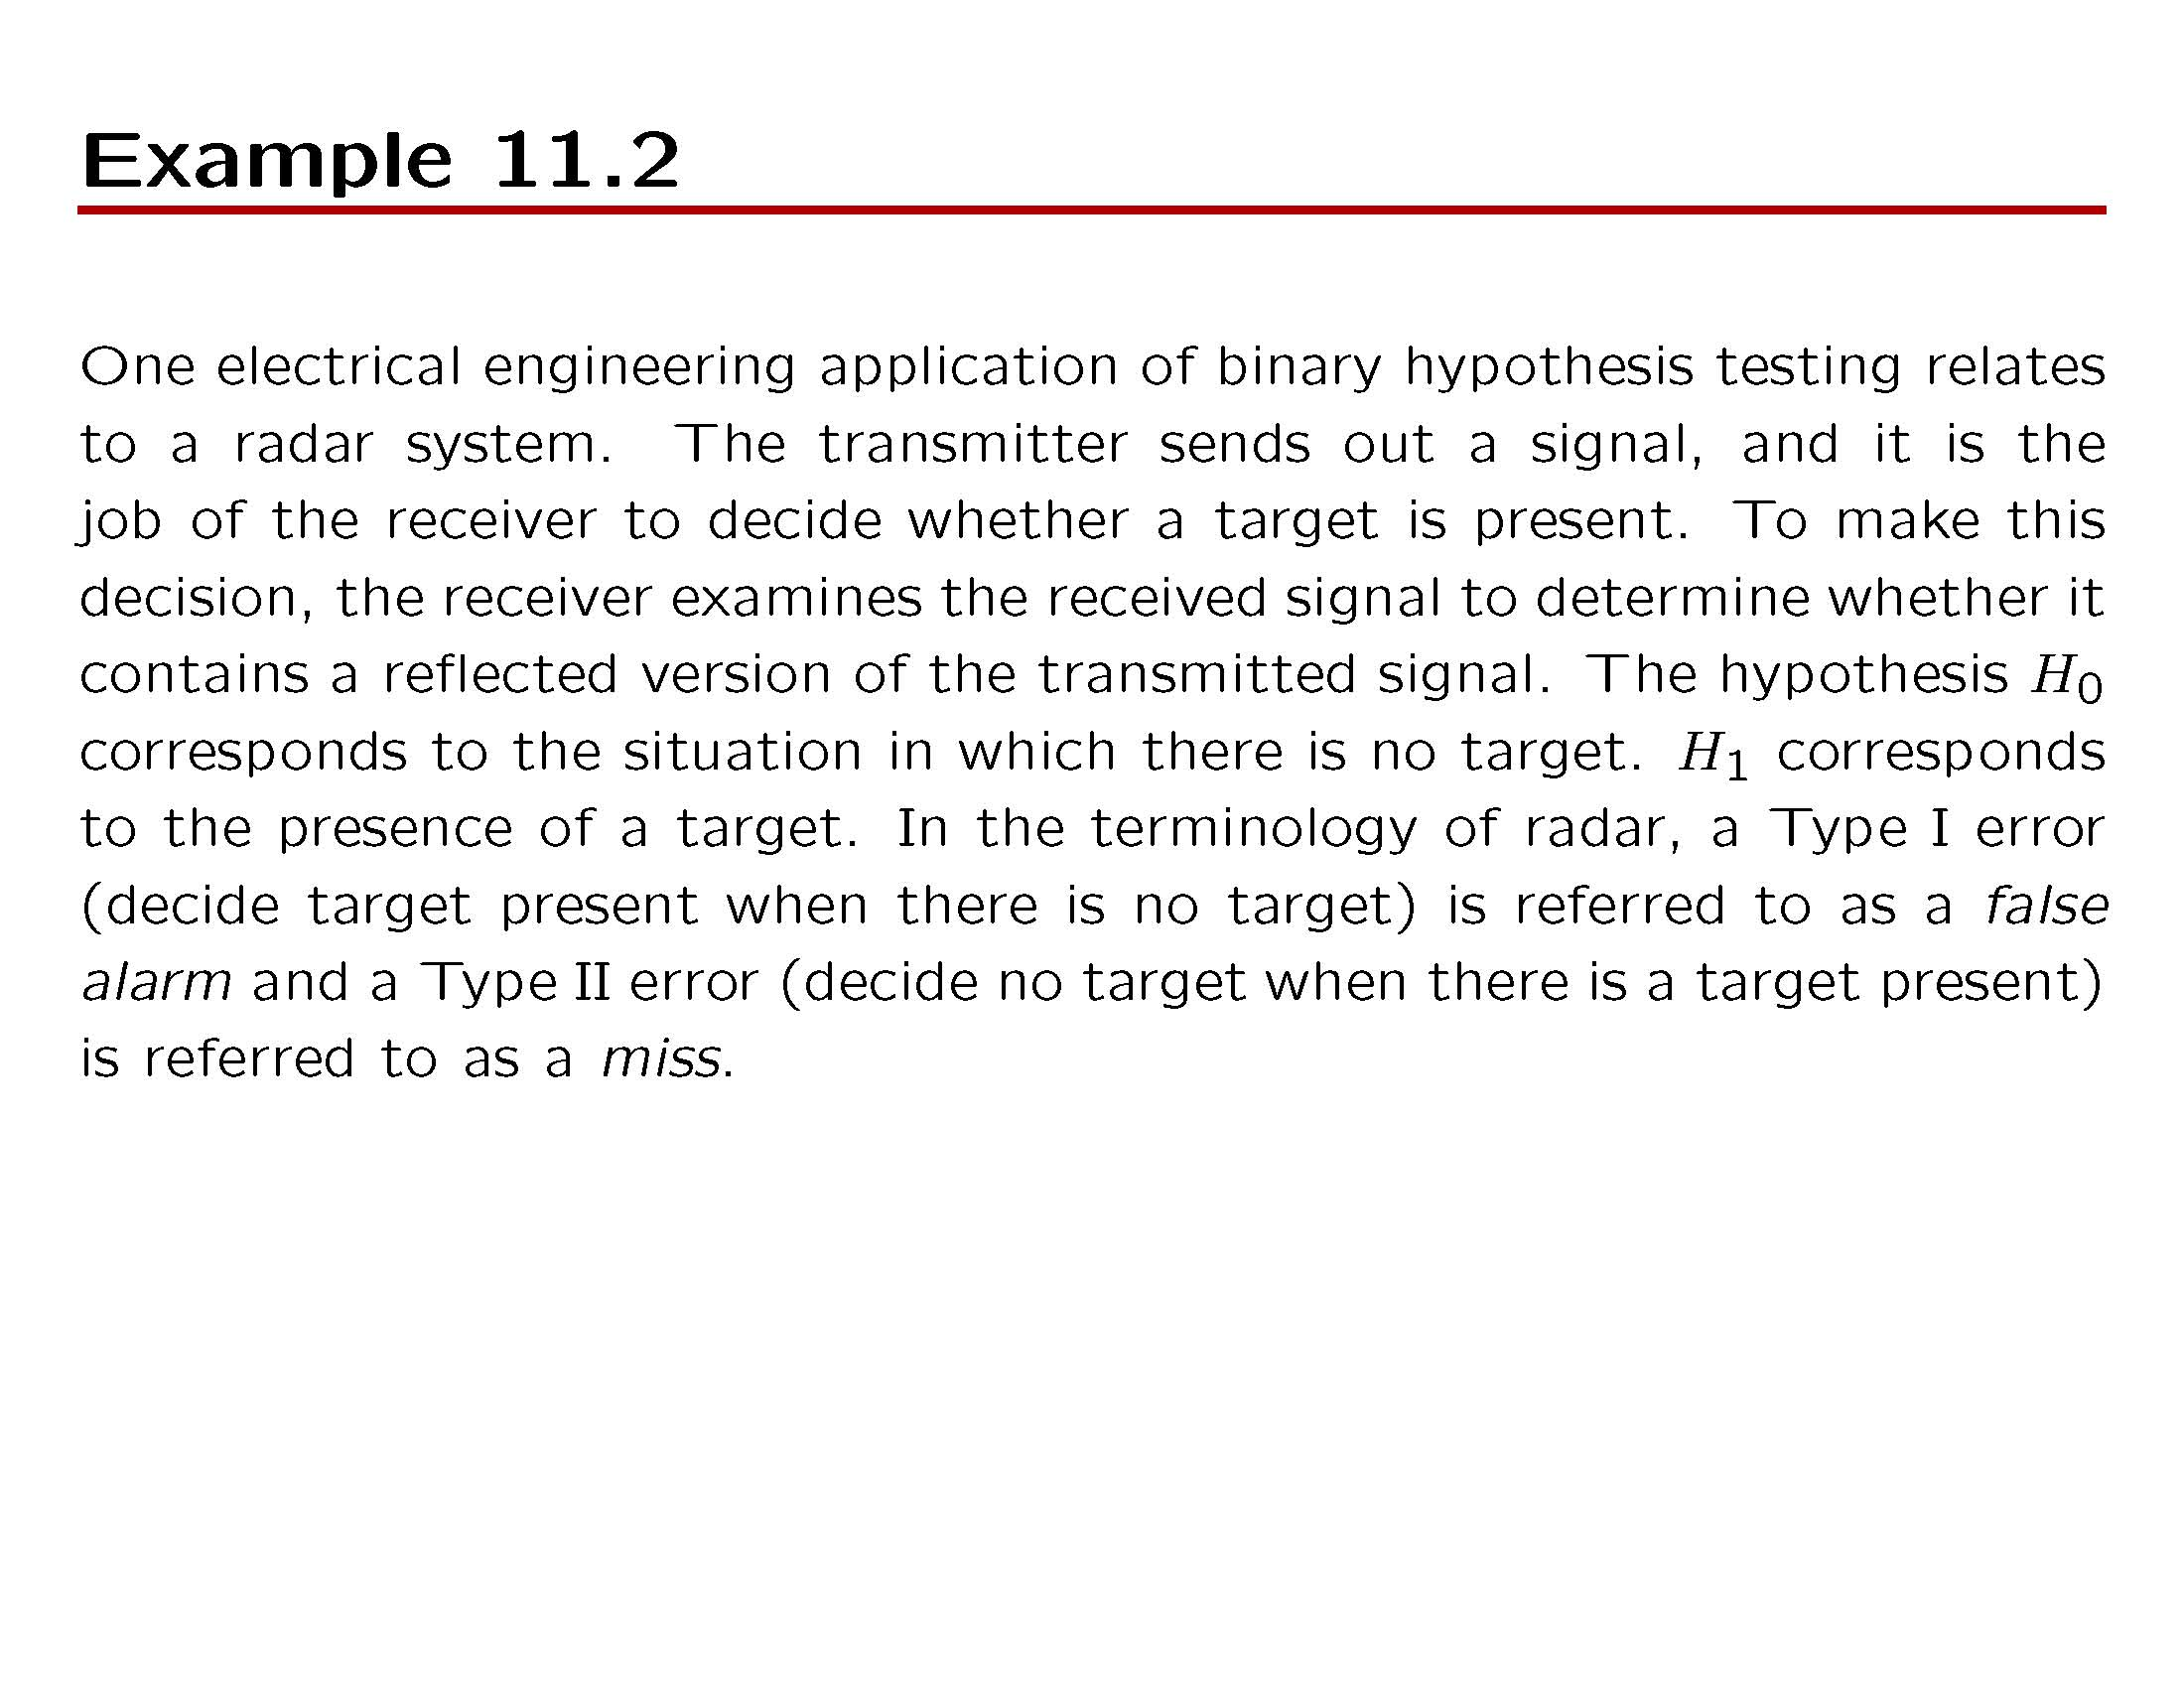 Example 11.2
One electrical engineering application of binary hypothesis testing relates
to a radar system. The transmitter sends out a signal, and it is the
job of the receiver to decide whether a target is present. To make this
decision, the receiver examines the received signal to determine whether it
contains a reflected version of the transmitted signal. The hypothesis H₀
corresponds to the situation in which there is no target. H₁ corresponds
to the presence of a target. In the terminology of radar, a Type I error
(decide target present when there is no target) is referred to as a false
alarm and a Type II error (decide no target when there is a target present)
is referred to as a miss.